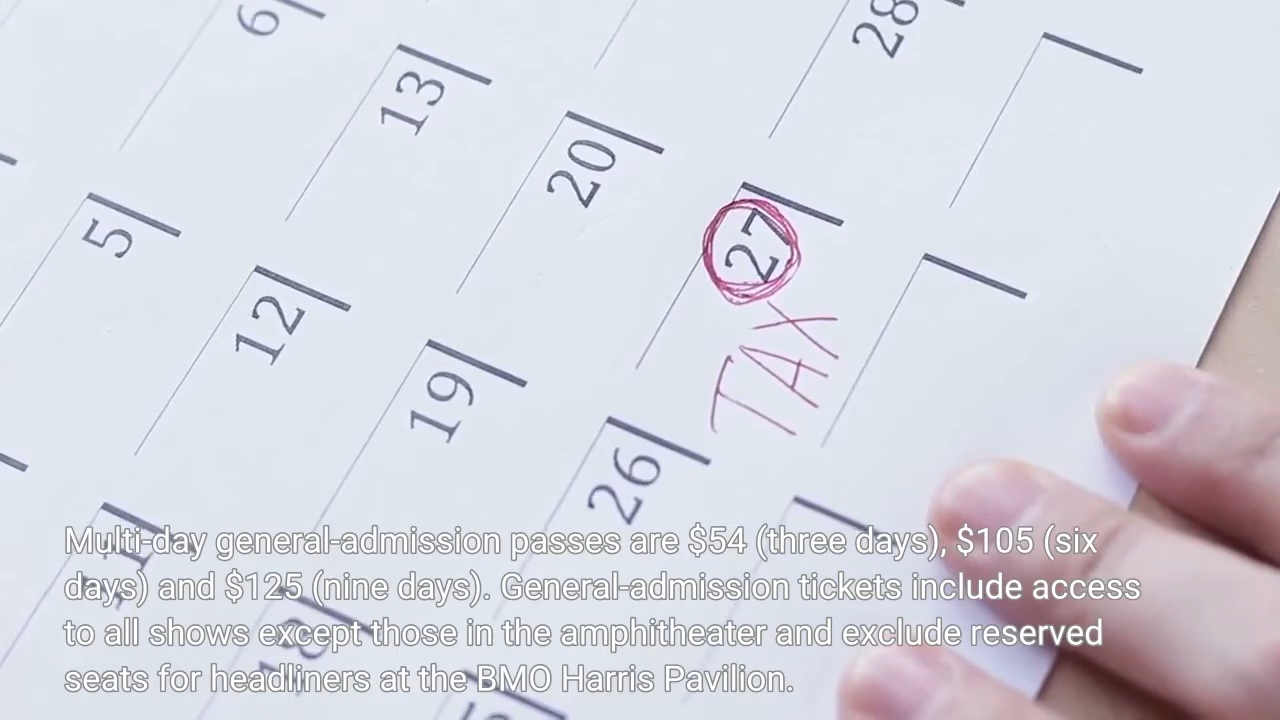 6
13
20
27
28
TAX
5
12
19
26
11
18
Multi-day general-admission passes are $54 (three days), $105 (six
days) and $125 (nine days). General-admission tickets include access
to all shows except those in the amphitheater and exclude reserved
seats for headliners at the BMO Harris Pavilion.